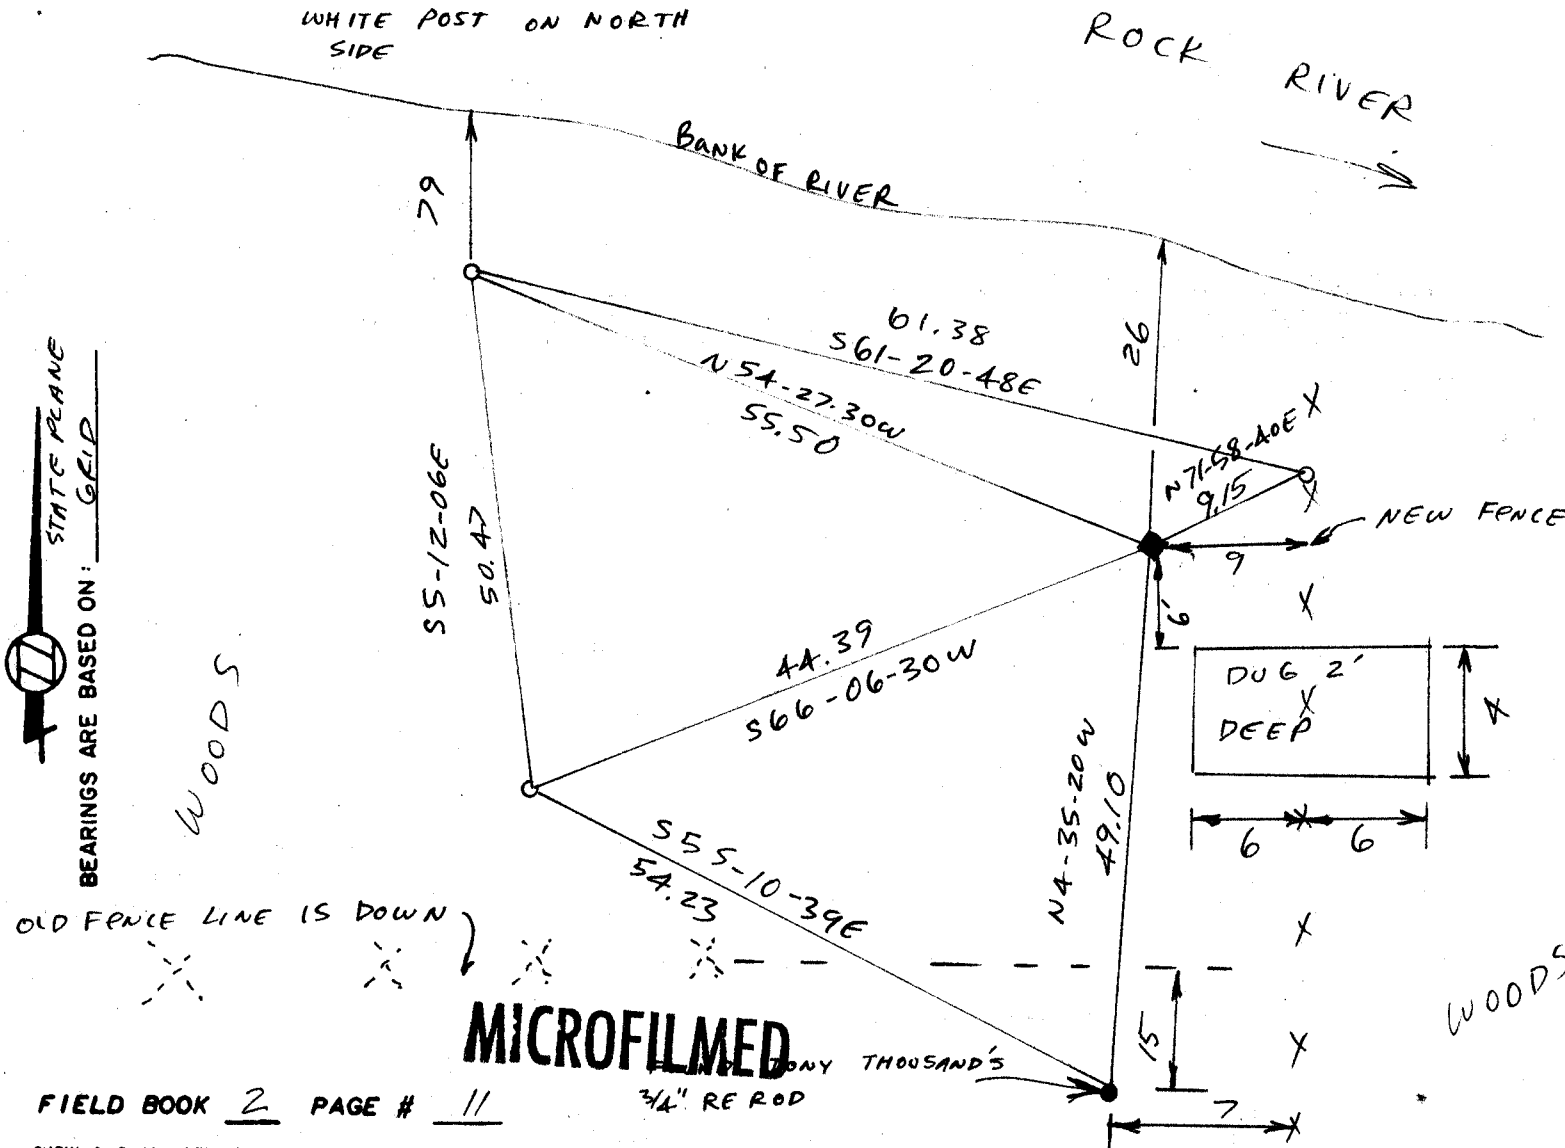 WHITE POST ON NORTH
SIDE
ROCK RIVER
BANK OF RIVER
79
26
61.38
S61-20-48E
N54-27-30W
55.50
N71-58-40E
X
9.15
X
NEW FENCE
9
STATE PLANE
BEARINGS ARE BASED ON: GRID
S5-12-06E
50.47
44.39
S66-06-30W
6'
X
DUG 2'
X
DEEP
4
WOODS
N4-35-20W
49.10
6 X 6
S55-10-39E
54.23
OLD FENCE LINE IS DOWN
X X X X
X
WOODS
15
X
MICROFILMED
TONY THOUSAND'S
3/4" RE ROD
7
X
FIELD BOOK 2 PAGE # 11